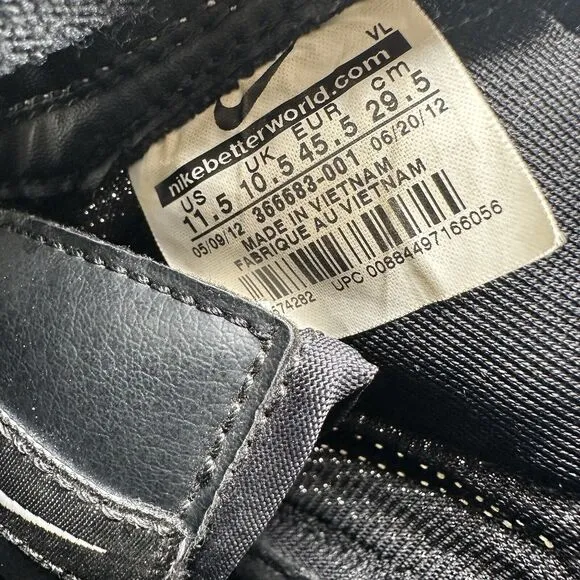 VL
nikebetterworld.com
US UK EUR cm
11.5 10.5 45.5 29.5
05/09/12 366683-001 06/20/12
MADE IN VIETNAM
FABRIQUE AU VIETNAM
74282 UPC 00884497166056